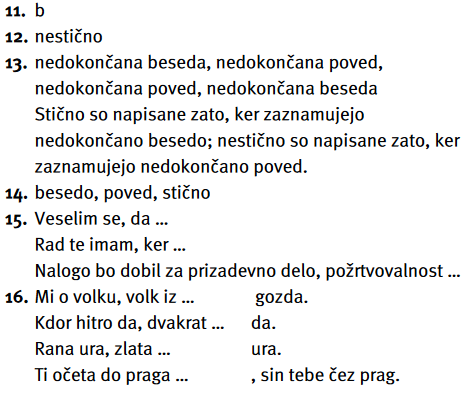 11. b
12. nestično
13. nedokončana beseda, nedokončana poved,
nedokončana poved, nedokončana beseda
Stično so napisane zato, ker zaznamujejo
nedokončano besedo; nestično so napisane zato, ker
zaznamujejo nedokončano poved.
14. besedo, poved, stično
15. Veselim se, da ...
Rad te imam, ker ...
Nalogo bo dobil za prizadevno delo, požrtvovalnost ...
16. Mi o volku, volk iz ... gozda.
Kdor hitro da, dvakrat ... da.
Rana ura, zlata ... ura.
Ti očeta do praga ... , sin tebe čez prag.